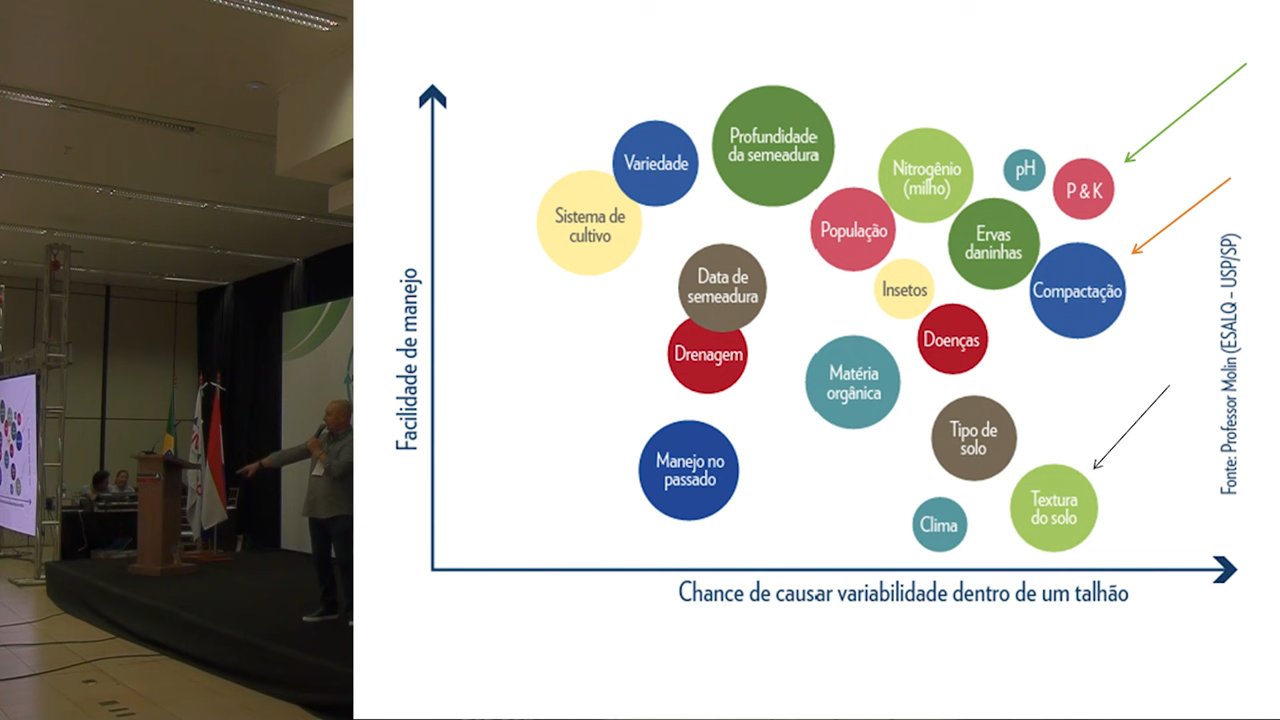 Facilidade de manejo
Variedade
Profundidade
da semeadura
Nitrogênio
(milho)
pH
P & K
Sistema de
cultivo
População
Ervas
daninhas
Data de
semeadura
Insetos
Compactação
Drenagem
Doenças
Matéria
orgânica
Tipo de
solo
Manejo no
passado
Textura
do solo
Clima
Chance de causar variabilidade dentro de um talhão
Fonte: Professor Molin (ESALQ - USP/SP)